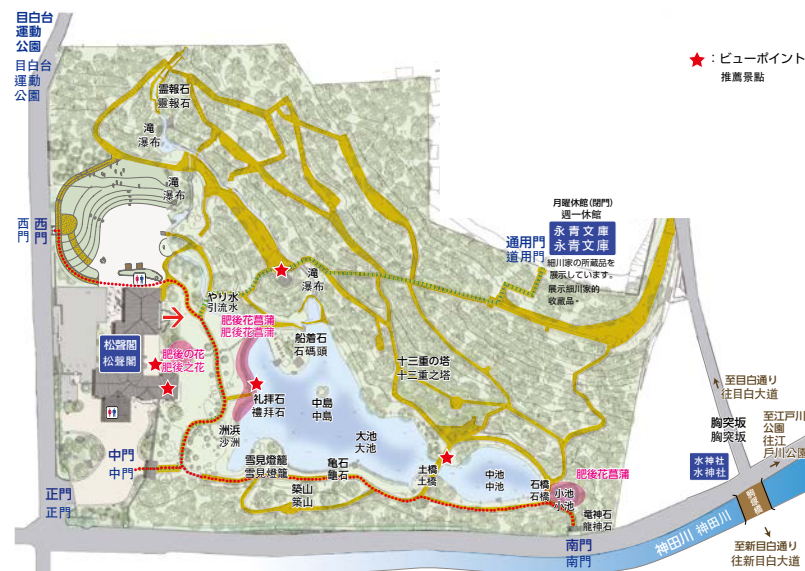 目白台
運動
公園
目白台
運動
公園
：ビューポイント
推薦景點
霊報石
靈報石
滝
瀑布
滝
瀑布
西門
西門
月曜休館(閉門)
週一休館
永青文庫
永青文庫
通用門
道用門
細川家の所蔵品を
展示しています。
展示細川家的
收藏品。
滝
瀑布
やり水
引流水
肥後花菖蒲
肥後花菖蒲
船着石
石碼頭
松聲閣
松聲閣
肥後の花
肥後之花
十三重の塔
十三重之塔
礼拝石
禮拜石
中島
中島
洲浜
沙洲
大池
大池
至目白通り
往目白大道
胸突坂
胸突坂
至江戸川
公園
往江
戸川公園
水神社
水神社
中門
中門
雪見燈籠
雪見燈籠
亀石
龜石
土橋
土橋
中池
中池
石橋
石橋
肥後花菖蒲
小池
小池
築山
築山
正門
正門
竜神石
龍神石
南門
南門
神田川 神田川
駒塚橋
至新目白通り
往新目白大道